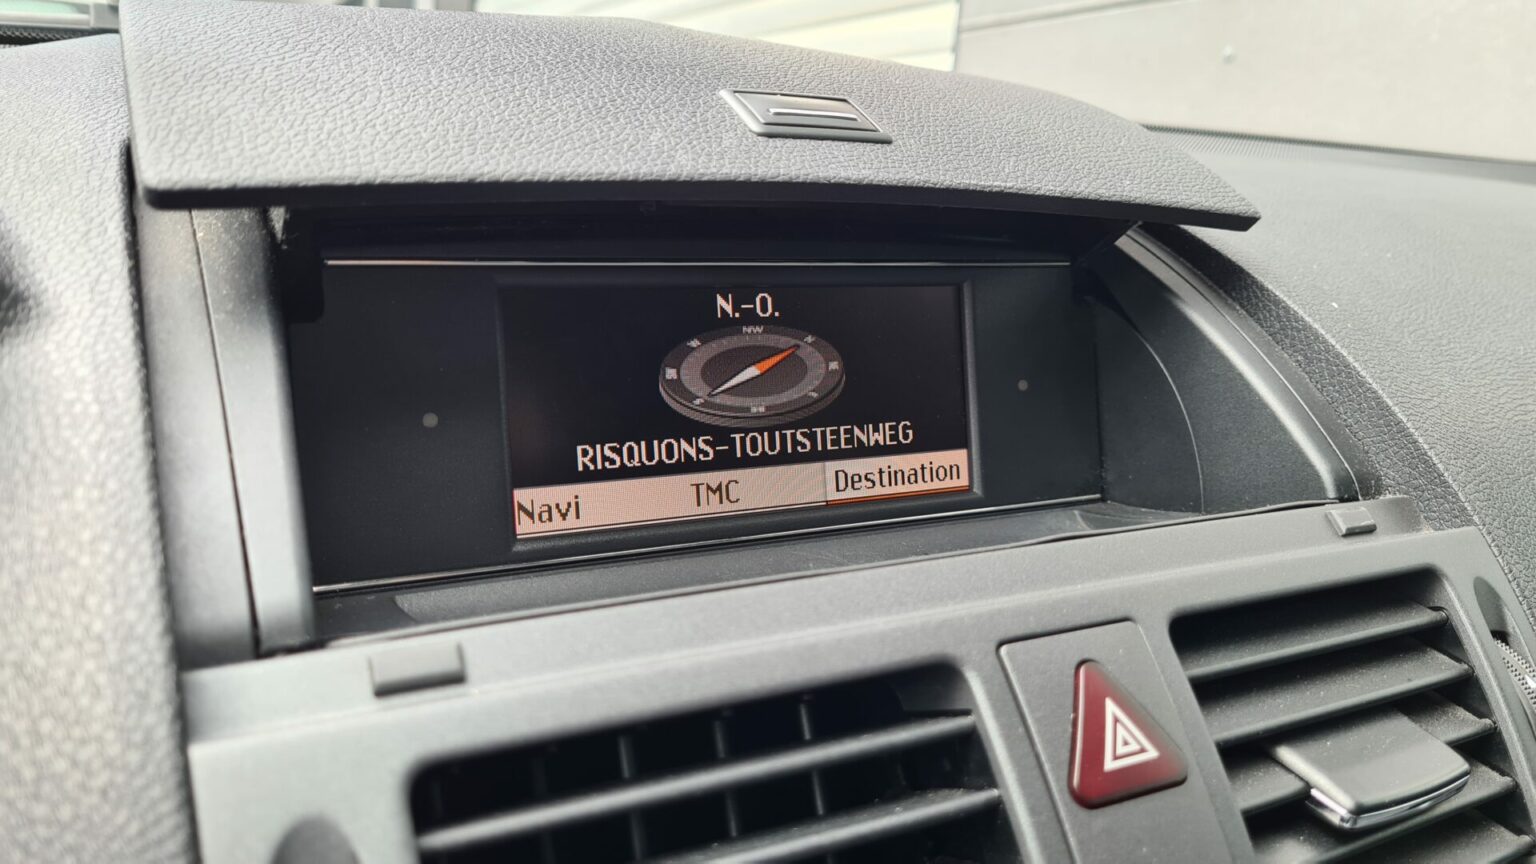 N.-O.
NW
RISQUONS-TOUTSTEENWEG
Navi TMC Destination